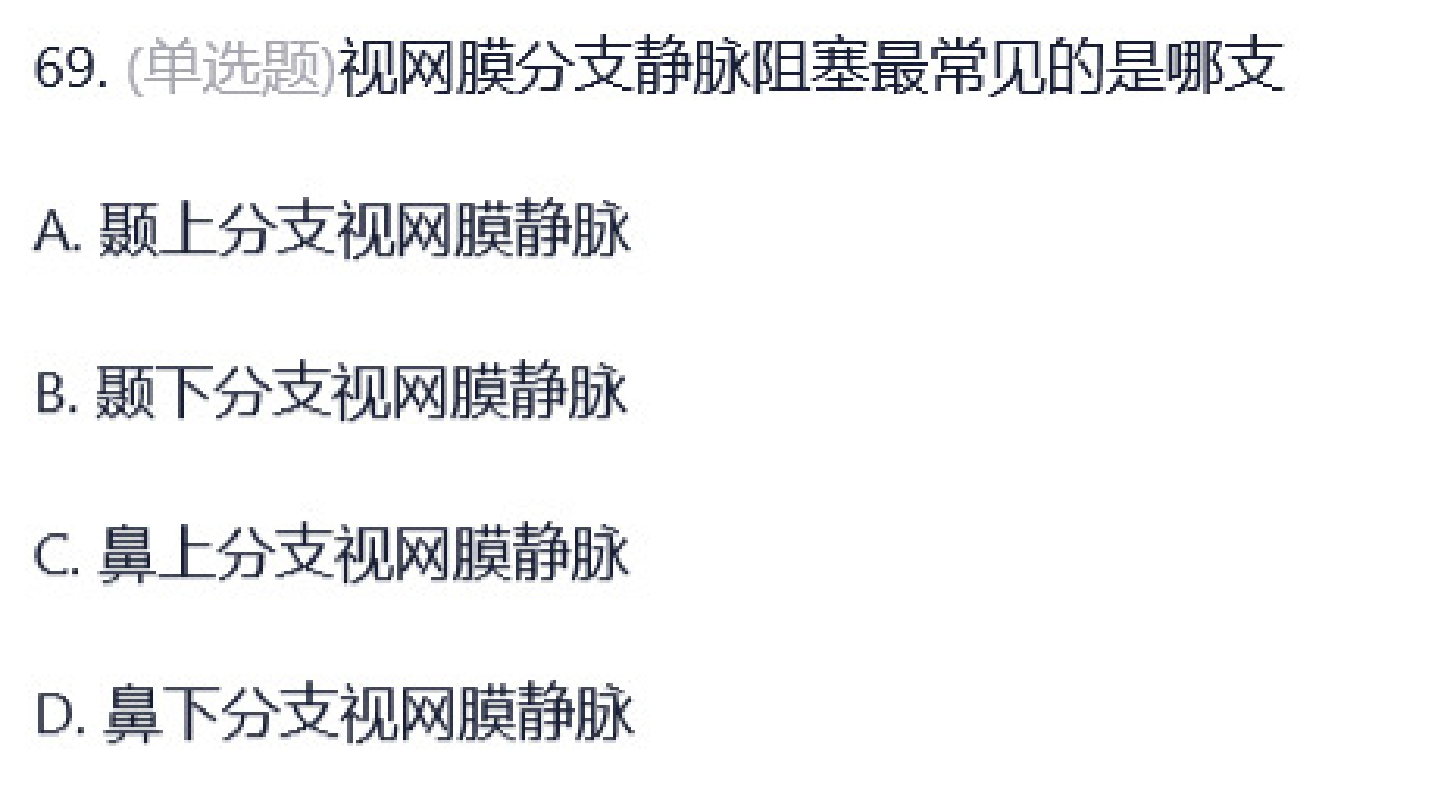 69. (单选题)视网膜分支静脉阻塞最常见的是哪支
A. 颞上分支视网膜静脉
B. 颞下分支视网膜静脉
C. 鼻上分支视网膜静脉
D. 鼻下分支视网膜静脉